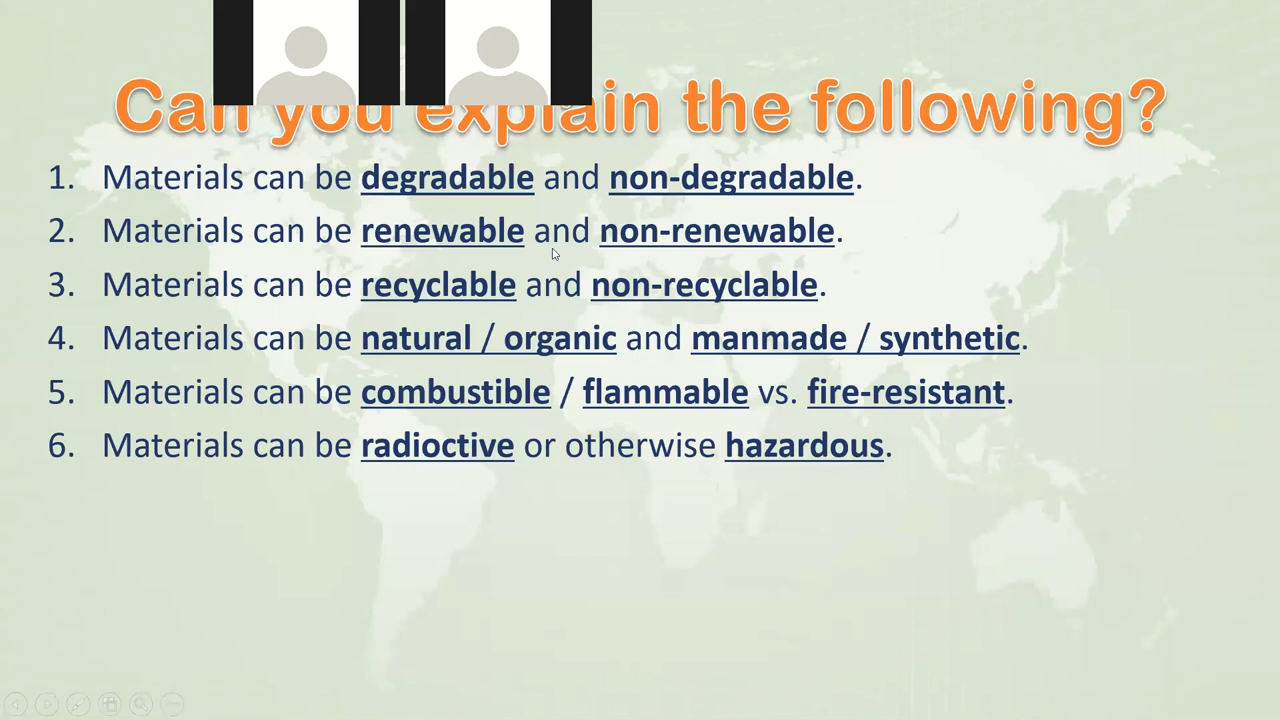 Can you explain the following?
1. Materials can be degradable and non-degradable.
2. Materials can be renewable and non-renewable.
3. Materials can be recyclable and non-recyclable.
4. Materials can be natural / organic and manmade / synthetic.
5. Materials can be combustible / flammable vs. fire-resistant.
6. Materials can be radioctive or otherwise hazardous.